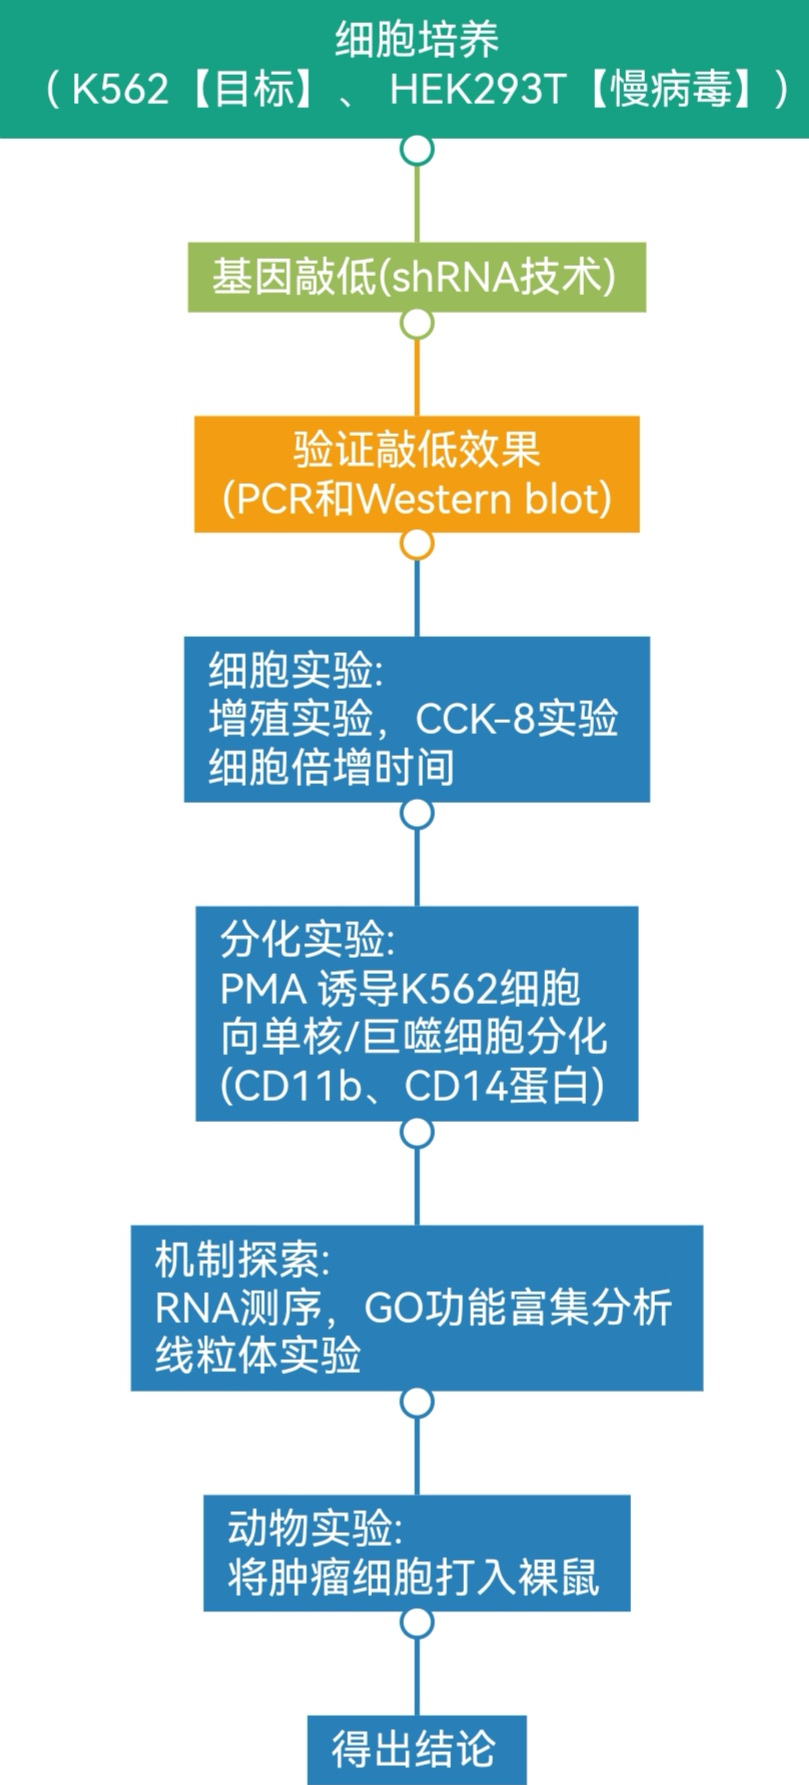 细胞培养
（ K562【目标】 、 HEK293T【慢病毒】 ）
基因敲低(shRNA技术)
验证敲低效果
(PCR和Western blot)
细胞实验:
增殖实验，CCK-8实验
细胞倍增时间
分化实验:
PMA 诱导K562细胞
向单核/巨噬细胞分化
(CD11b、CD14蛋白)
机制探索:
RNA测序，GO功能富集分析
线粒体实验
动物实验:
将肿瘤细胞打入裸鼠
得出结论